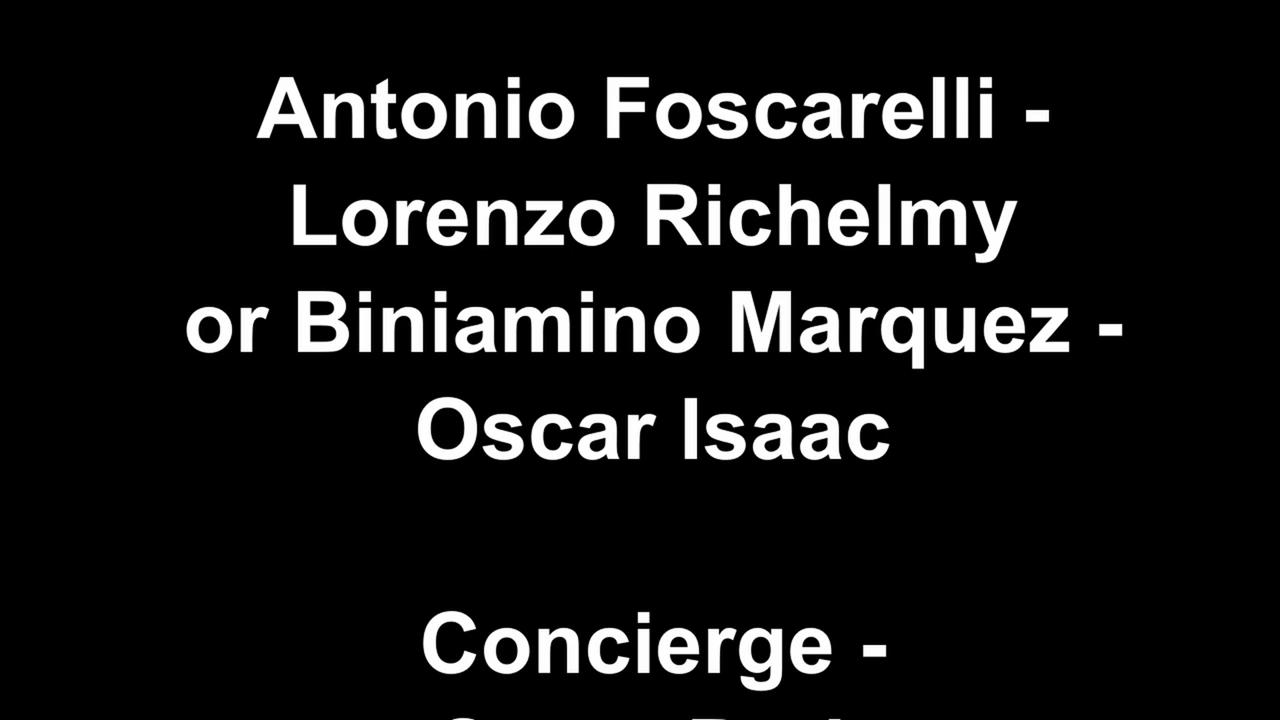 Antonio Foscarelli -
Lorenzo Richelmy
or Biniamino Marquez -
Oscar Isaac
Concierge -